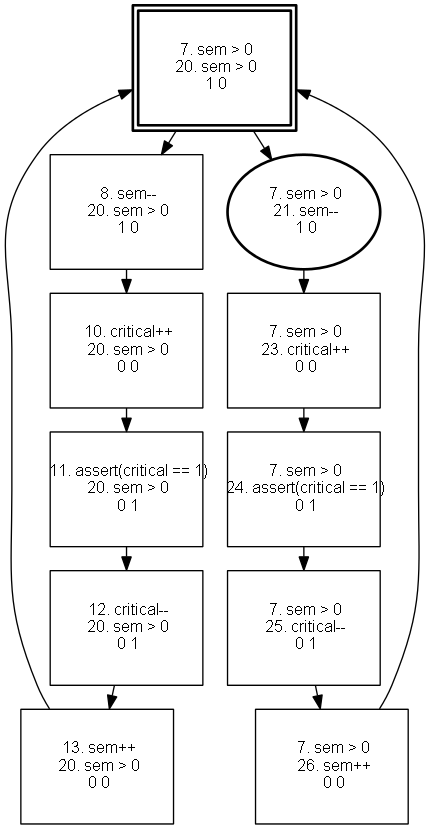 7. sem > 0
20. sem > 0
1 0
8. sem--
20. sem > 0
1 0
7. sem > 0
21. sem--
1 0
10. critical++
20. sem > 0
0 0
7. sem > 0
23. critical++
0 0
11. assert(critical == 1)
20. sem > 0
0 1
7. sem > 0
24. assert(critical == 1)
0 1
12. critical--
20. sem > 0
0 1
7. sem > 0
25. critical--
0 1
13. sem++
20. sem > 0
0 0
7. sem > 0
26. sem++
0 0